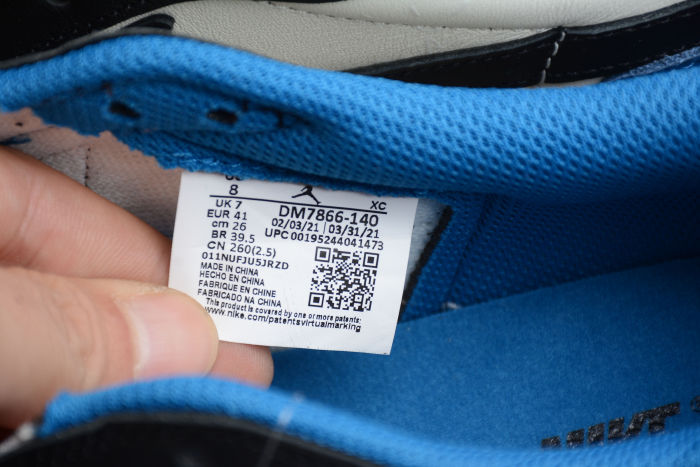 8 XC
UK 7
EUR 41 DM7866-140
cm 26 02/03/21 03/31/21
BR 39.5 UPC 00195244041473
CN 260(2.5)
011NUFJU5JRZD
MADE IN CHINA
HECHO EN CHINA
FABRIQUE EN CHINE
FABRICADO NA CHINA
This product is covered by one or more patents:
www.nike.com/patentsvirtualmarking